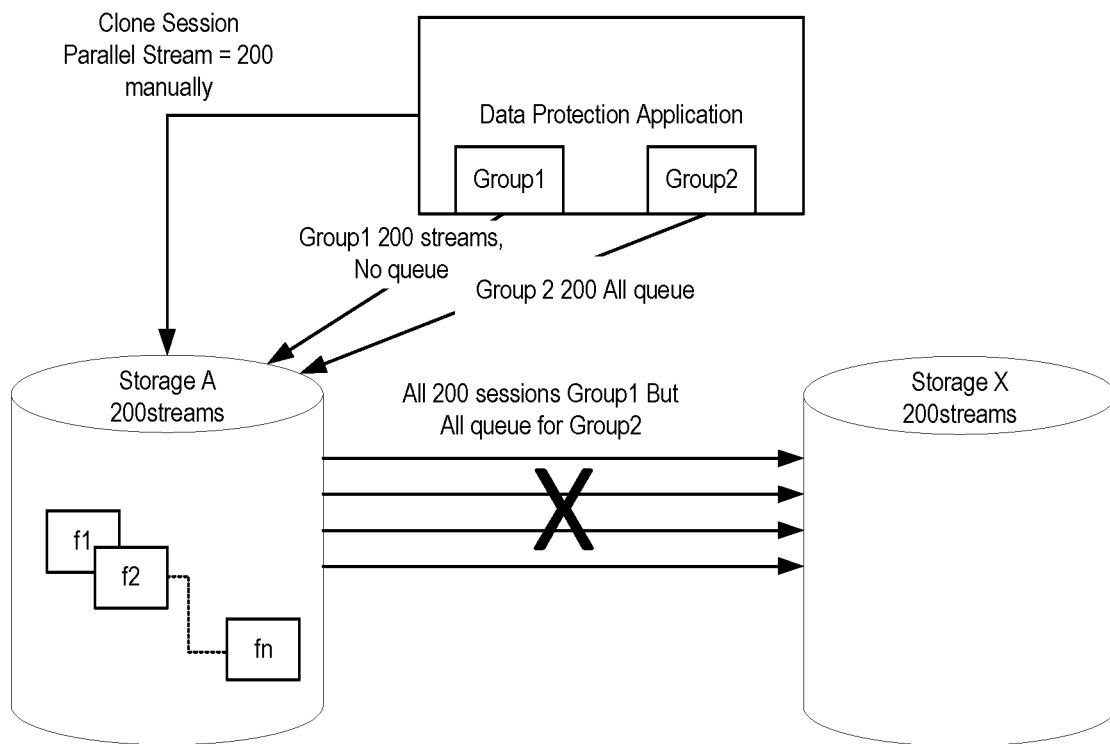 Clone Session
Parallel Stream = 200
manually
Data Protection Application
Group1
Group2
Group1 200 streams,
No queue
Group 2 200 All queue
Storage A
200streams
All 200 sessions Group1 But
All queue for Group2
Storage X
200streams
X
f1
f2
fn